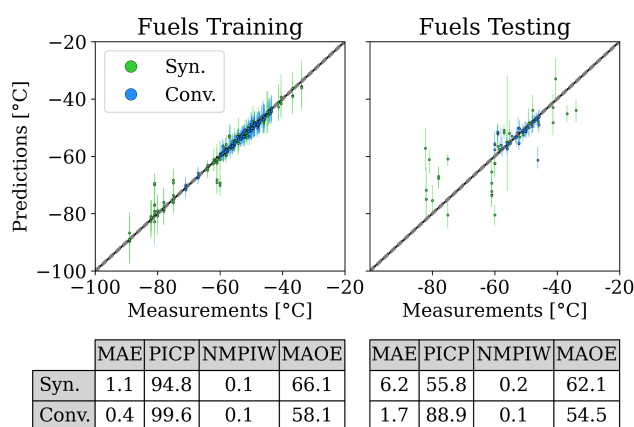 Fuels Training Fuels Testing
Syn.
Conv.
−20
−40
−60
−80
−100
Predictions [°C]
−100 −80 −60 −40 −20 -80 -60 -40 -20
Measurements [°C] Measurements [°C]
MAE PICP NMPIW MAOE MAE PICP NMPIW MAOE
Syn. 1.1 94.8 0.1 66.1 6.2 55.8 0.2 62.1
Conv. 0.4 99.6 0.1 58.1 1.7 88.9 0.1 54.5